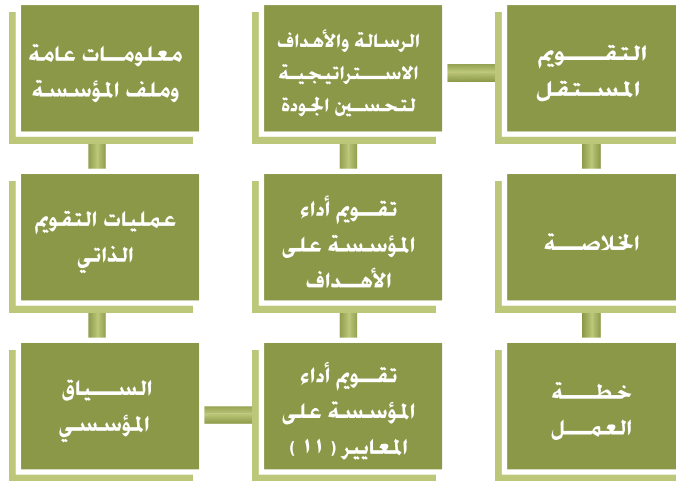 معلومات عامة
وملف المؤسسة
عمليات التقويم
الذاتي
السياق
المؤسسي
الرسالة والأهداف
الاستراتيجية
لتحسين الجودة
تقويم أداء
المؤسسة على
الأهداف
تقويم أداء
المؤسسة على
المعايير ( ١١ )
التقويم
المستقل
الخلاصة
خطة
العمل